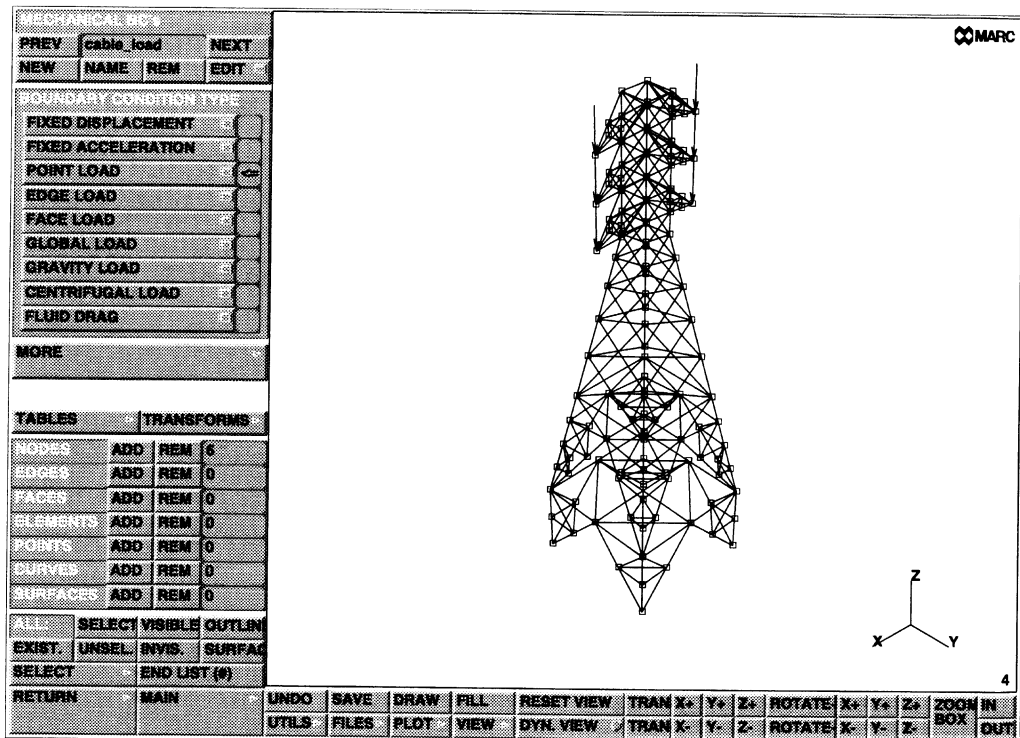 MECHANICAL BC's
PREV cable_load NEXT
NEW NAME REM EDIT
BOUNDARY CONDITION TYPE
FIXED DISPLACEMENT
FIXED ACCELERATION
POINT LOAD
EDGE LOAD
FACE LOAD
GLOBAL LOAD
GRAVITY LOAD
CENTRIFUGAL LOAD
FLUID DRAG
MORE
TABLES TRANSFORMS
NODES ADD REM 6
EDGES ADD REM 0
FACES ADD REM 0
ELEMENTS ADD REM 0
POINTS ADD REM 0
CURVES ADD REM 0
SURFACES ADD REM 0
ALL: SELECT VISIBLE OUTLIN
EXIST. UNSEL. INVIS. SURFAC
SELECT END LIST (#)
RETURN MAIN
MARC
Z
X Y
4
UNDO SAVE DRAW FILL RESET VIEW TRAN X+ Y+ Z+ ROTATE X+ Y+ Z+ ZOOM IN
UTILS FILES PLOT VIEW DYN. VIEW TRAN X- Y- Z- ROTATE X- Y- Z- BOX OUT